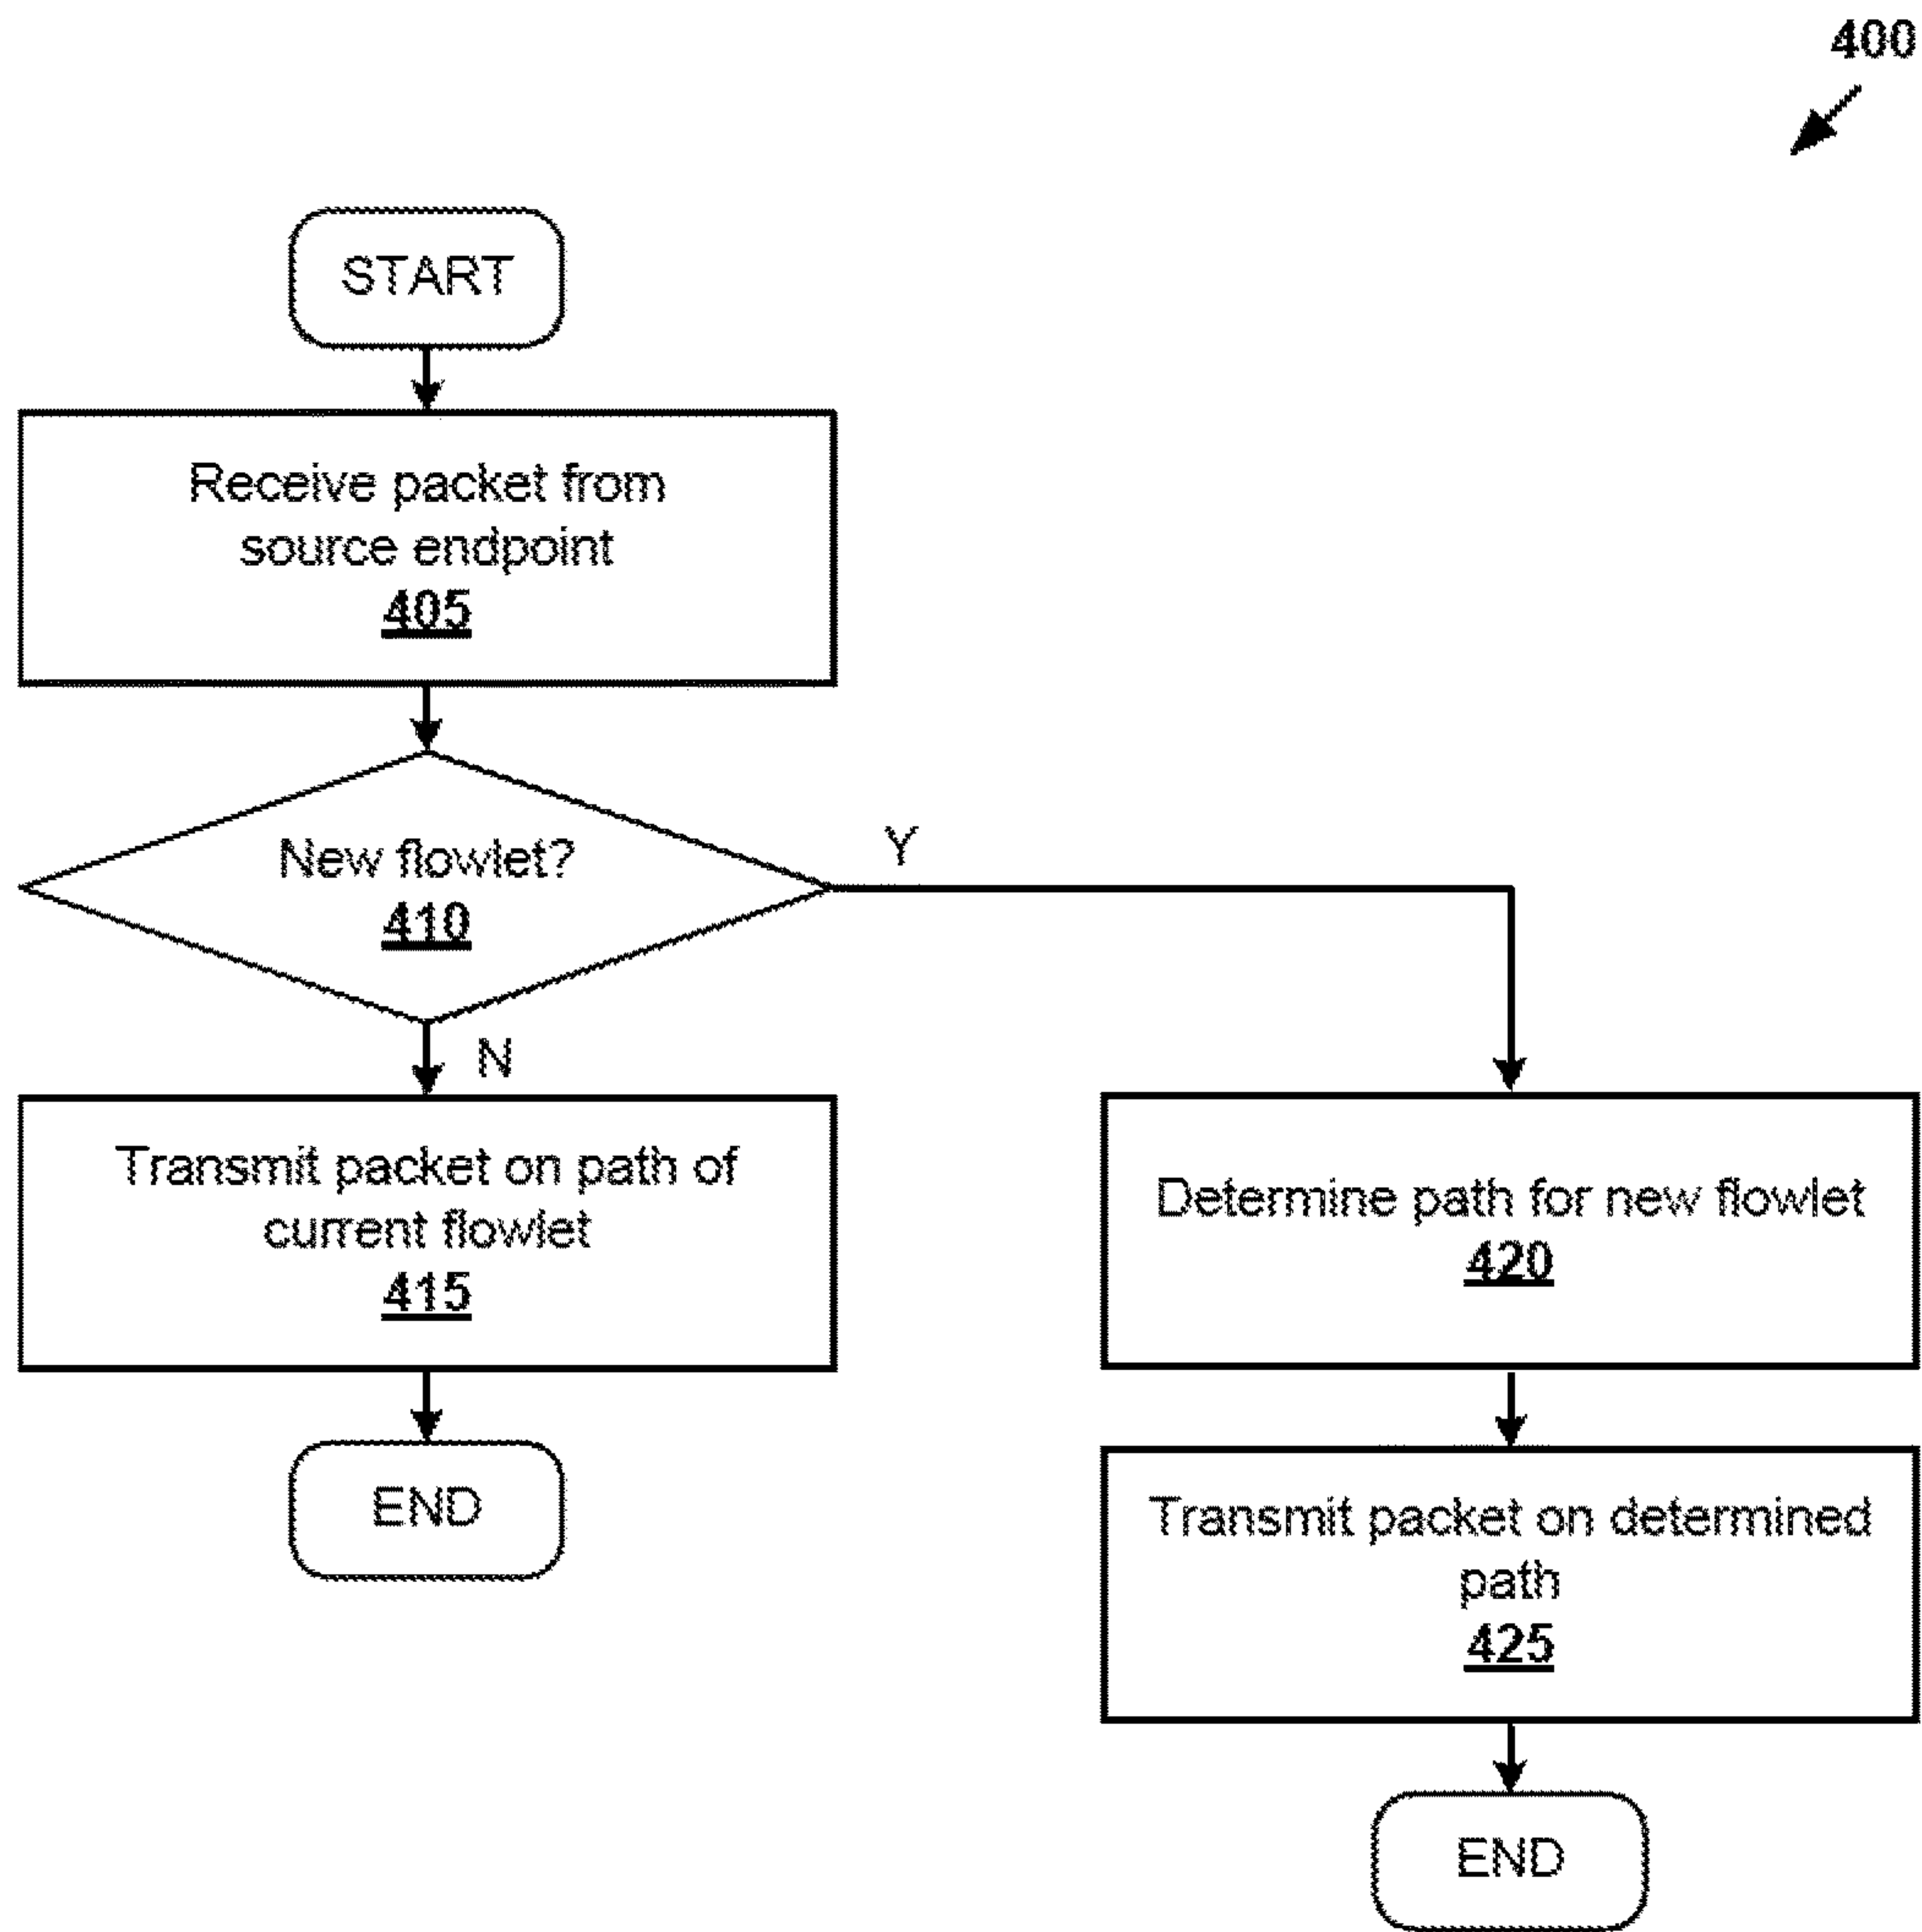 400
START
Receive packet from
source endpoint
405
New flowlet?
410
Y
N
Transmit packet on path of
current flowlet
415
END
Determine path for new flowlet
420
Transmit packet on determined
path
425
END